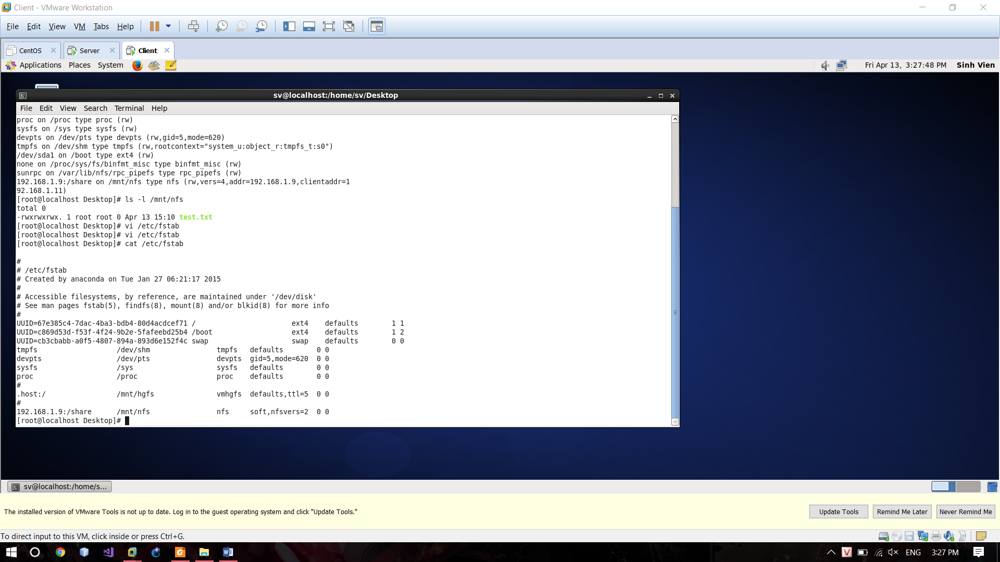 Client - VMware Workstation
File Edit View VM Tabs Help
CentOS Server Client
Applications Places System Fri Apr 13, 3:27:48 PM Sinh Vien
sv@localhost:/home/sv/Desktop
File Edit View Search Terminal Help
proc on /proc type proc (rw)
sysfs on /sys type sysfs (rw)
devpts on /dev/pts type devpts (rw,gid=5,mode=620)
tmpfs on /dev/shm type tmpfs (rw,rootcontext="system_u:object_r:tmpfs_t:s0")
/dev/sda1 on /boot type ext4 (rw)
none on /proc/sys/fs/binfmt_misc type binfmt_misc (rw)
sunrpc on /var/lib/nfs/rpc_pipefs type rpc_pipefs (rw)
192.168.1.9:/share on /mnt/nfs type nfs (rw,vers=4,addr=192.168.1.9,clientaddr=1
92.168.1.11)
[root@localhost Desktop]# ls -l /mnt/nfs
total 0
-rwxrwxrwx. 1 root root 0 Apr 13 15:10 test.txt
[root@localhost Desktop]# vi /etc/fstab
[root@localhost Desktop]# vi /etc/fstab
[root@localhost Desktop]# cat /etc/fstab
#
# /etc/fstab
# Created by anaconda on Tue Jan 27 06:21:17 2015
#
# Accessible filesystems, by reference, are maintained under '/dev/disk'
# See man pages fstab(5), findfs(8), mount(8) and/or blkid(8) for more info
#
UUID=67e385c4-7dac-4ba3-bdb4-80d4acdcef71 / ext4 defaults 1 1
UUID=c869d53d-f53f-4f24-9b2e-5fafeebd25b4 /boot ext4 defaults 1 2
UUID=cb3cbabb-a0f5-4807-894a-893d6e152f4c swap swap defaults 0 0
tmpfs /dev/shm tmpfs defaults 0 0
devpts /dev/pts devpts gid=5,mode=620 0 0
sysfs /sys sysfs defaults 0 0
proc /proc proc defaults 0 0
#
.host:/ /mnt/hgfs vmhgfs defaults,ttl=5 0 0
#
192.168.1.9:/share /mnt/nfs nfs soft,nfsvers=2 0 0
[root@localhost Desktop]#
sv@localhost:/home/s...
The installed version of VMware Tools is not up to date. Log in to the guest operating system and click "Update Tools."
Update Tools Remind Me Later Never Remind Me
To direct input to this VM, click inside or press Ctrl+G.
ENG 3:27 PM